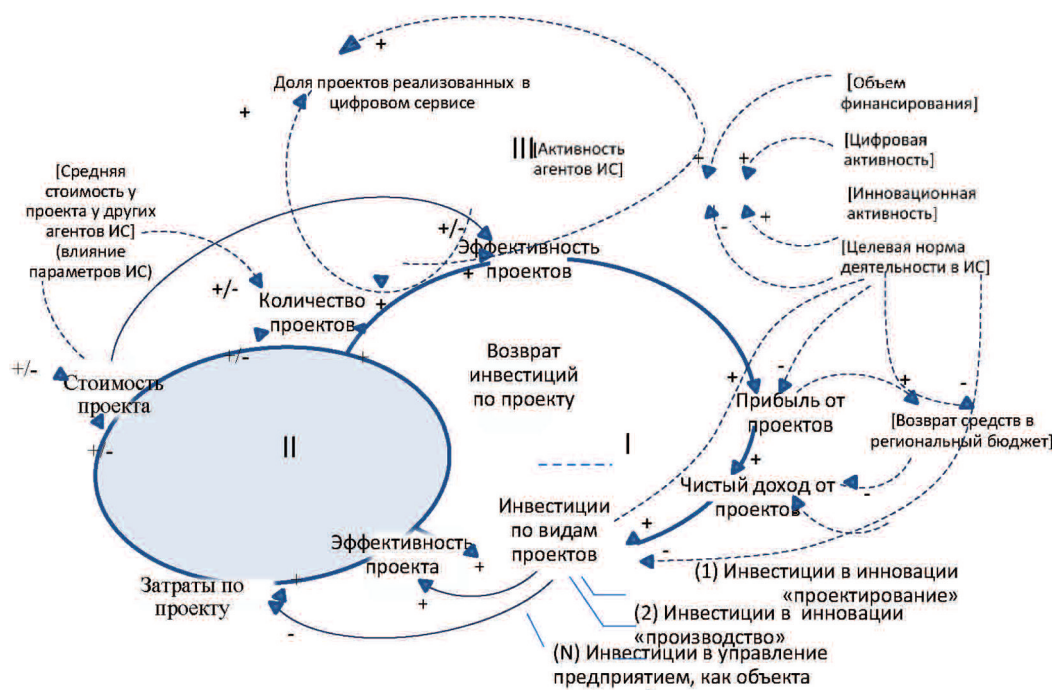 +
Доля проектов реализованных в
цифровом сервисе
+
[Объем
финансирования]
III
[Активность
агентов ИС]
+
+
[Цифровая
активность]
[Средняя
стоимость у
проекта у других
агентов ИС]
(влияние
параметров ИС)
[Инновационная
активность]
+
-
[Целевая норма
деятельности в ИС]
+/-
Эффективность
проектов
+
+/-
Количество
проектов
+
+/-
+
Возврат
инвестиций
по проекту
+/-
Стоимость
проекта
+
-
+
-
Прибыль от
проектов
[Возврат средств в
региональный бюджет]
+/-
II
I
+
Чистый доход от
проектов
-
Инвестиции
по видам
проектов
+
-
Эффективность
проекта
+
+
Затраты по
проекту
+
-
(1) Инвестиции в инновации
«проектирование»
(2) Инвестиции в инновации
«производство»
(N) Инвестиции в управление
предприятием, как объекта